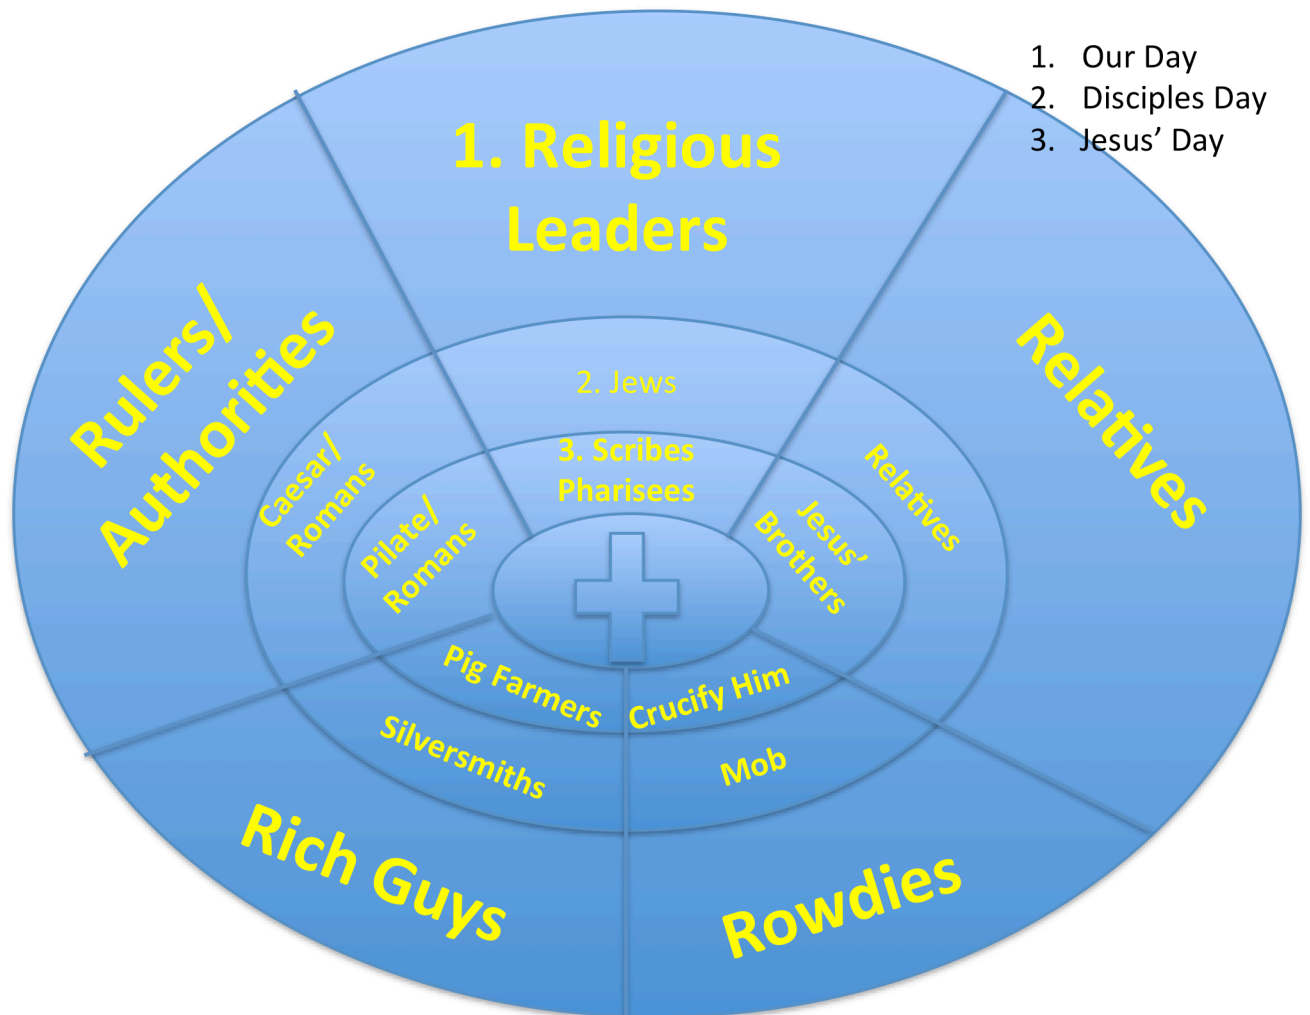 1. Our Day
2. Disciples Day
3. Jesus’ Day
1. Religious
Leaders
Rulers/
Authorities
Relatives
2. Jews
Caesar/
Romans
Relatives
3. Scribes
Pharisees
Pilate/
Romans
Jesus’
Brothers
Pig Farmers
Crucify Him
Silversmiths
Mob
Rich Guys
Rowdies